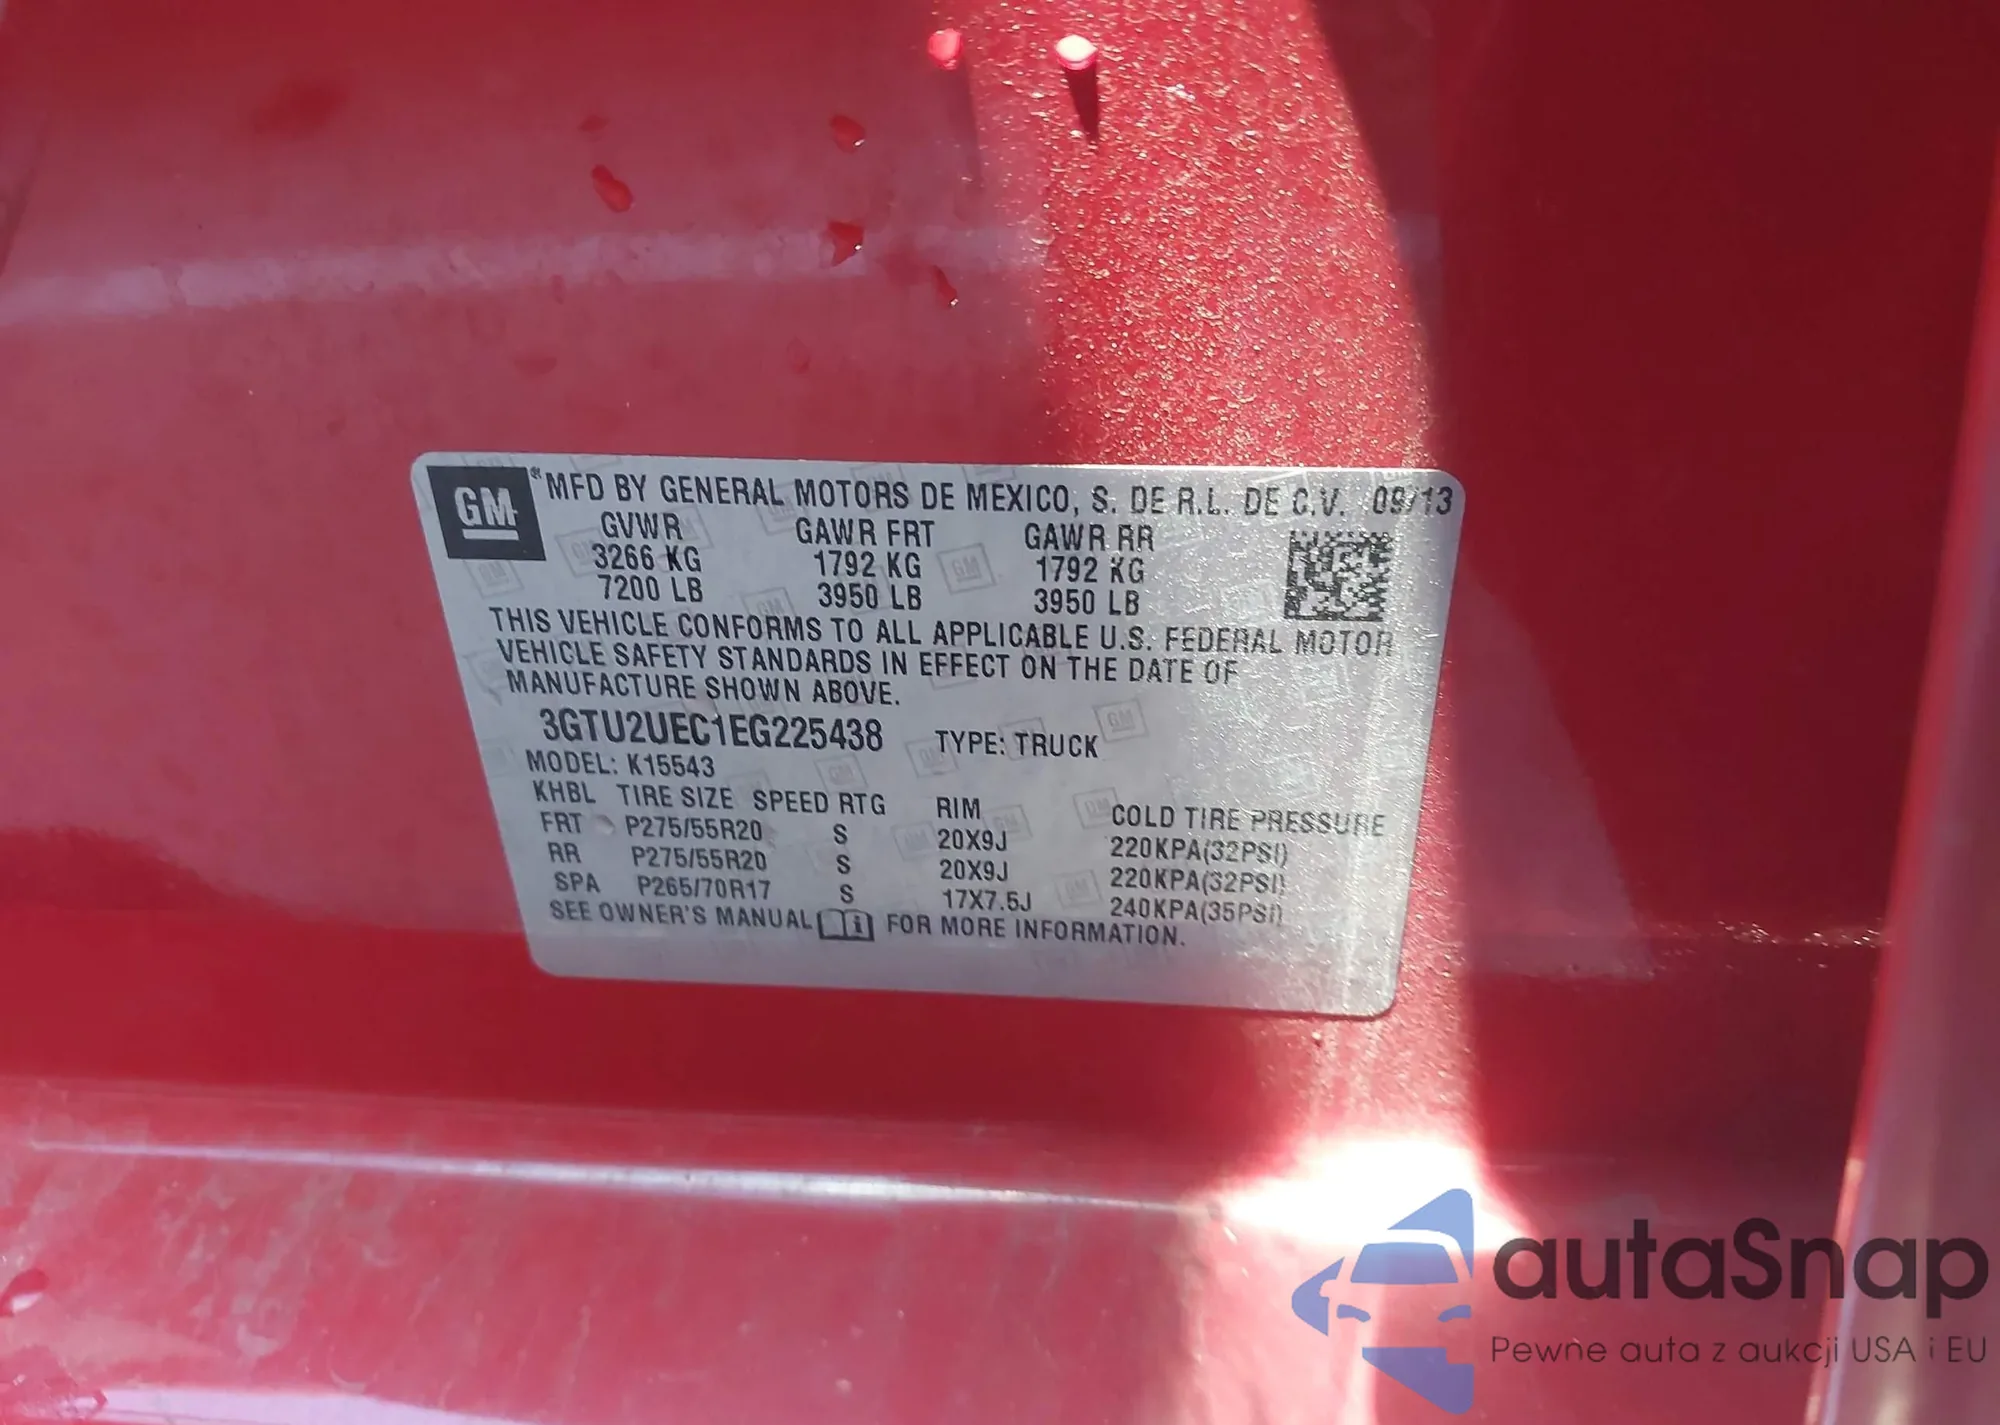 GM ® MFD BY GENERAL MOTORS DE MEXICO, S. DE R.L. DE C.V. 09/13
GVWR GAWR FRT GAWR RR
3266 KG 1792 KG 1792 KG
7200 LB 3950 LB 3950 LB
THIS VEHICLE CONFORMS TO ALL APPLICABLE U.S. FEDERAL MOTOR
VEHICLE SAFETY STANDARDS IN EFFECT ON THE DATE OF
MANUFACTURE SHOWN ABOVE.
3GTU2UEC1EG225438 TYPE: TRUCK
MODEL: K15543
KHBL TIRE SIZE SPEED RTG RIM COLD TIRE PRESSURE
FRT P275/55R20 S 20X9J 220KPA(32PSI)
RR P275/55R20 S 20X9J 220KPA(32PSI)
SPA P265/70R17 S 17X7.5J 240KPA(35PSI)
SEE OWNER'S MANUAL i FOR MORE INFORMATION.
autaSnap
Pewne auta z aukcji USA i EU